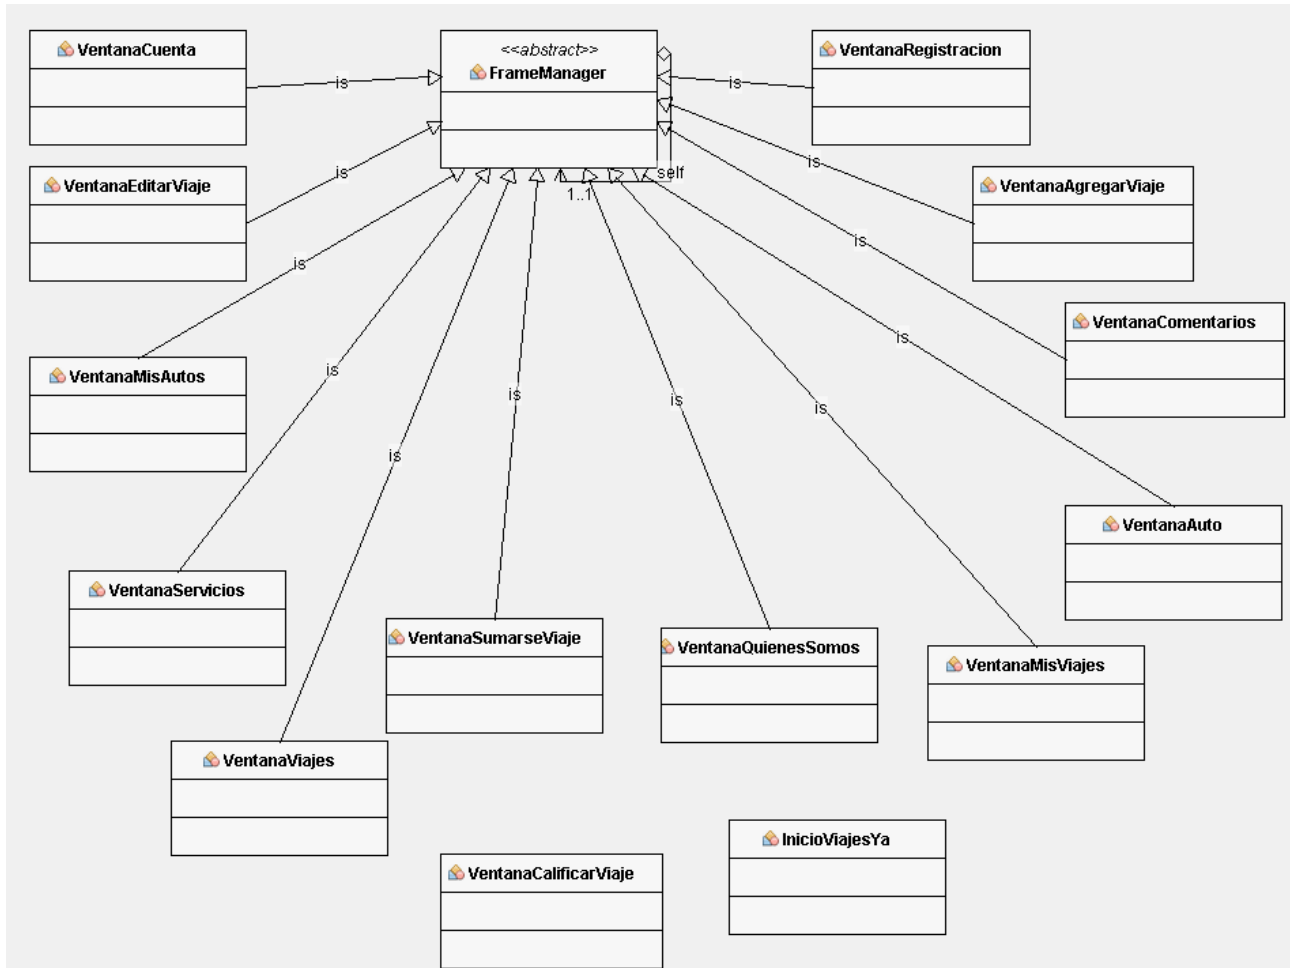 VentanaCuenta
<<abstract>>
FrameManager
VentanaRegistracion
is
is
VentanaEditarViaje
is
self
1..1
is
VentanaAgregarViaje
is
is
VentanaComentarios
is
VentanaMisAutos
is
is
is
is
is
VentanaAuto
VentanaServicios
VentanaSumarseViaje
VentanaQuienesSomos
VentanaMisViajes
VentanaViajes
InicioViajesYa
VentanaCalificarViaje